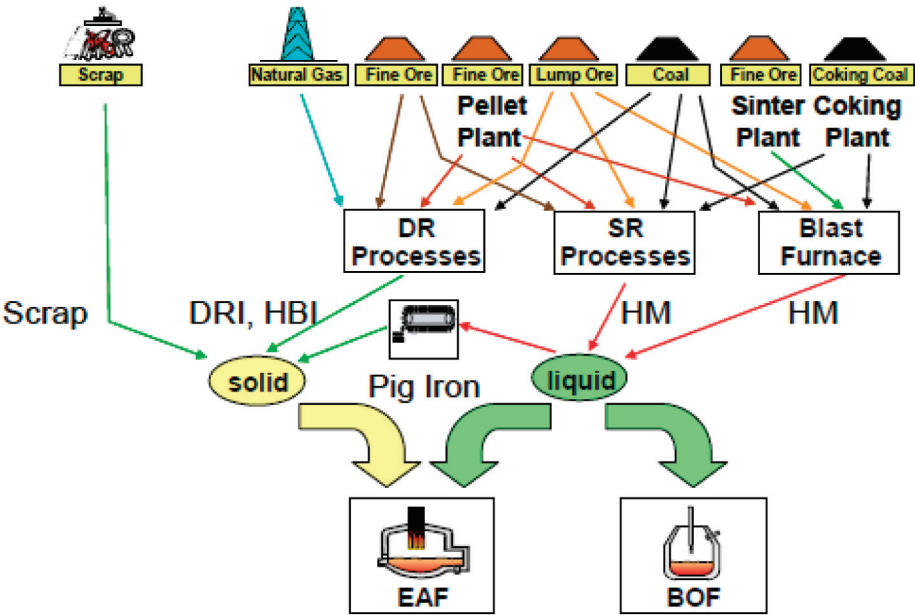 Scrap
Natural Gas
Fine Ore
Fine Ore
Lump Ore
Coal
Fine Ore
Coking Coal
Pellet
Plant
Sinter
Plant
Coking
Plant
DR
Processes
SR
Processes
Blast
Furnace
Scrap
DRI, HBI
HM
HM
solid
Pig Iron
liquid
EAF
BOF